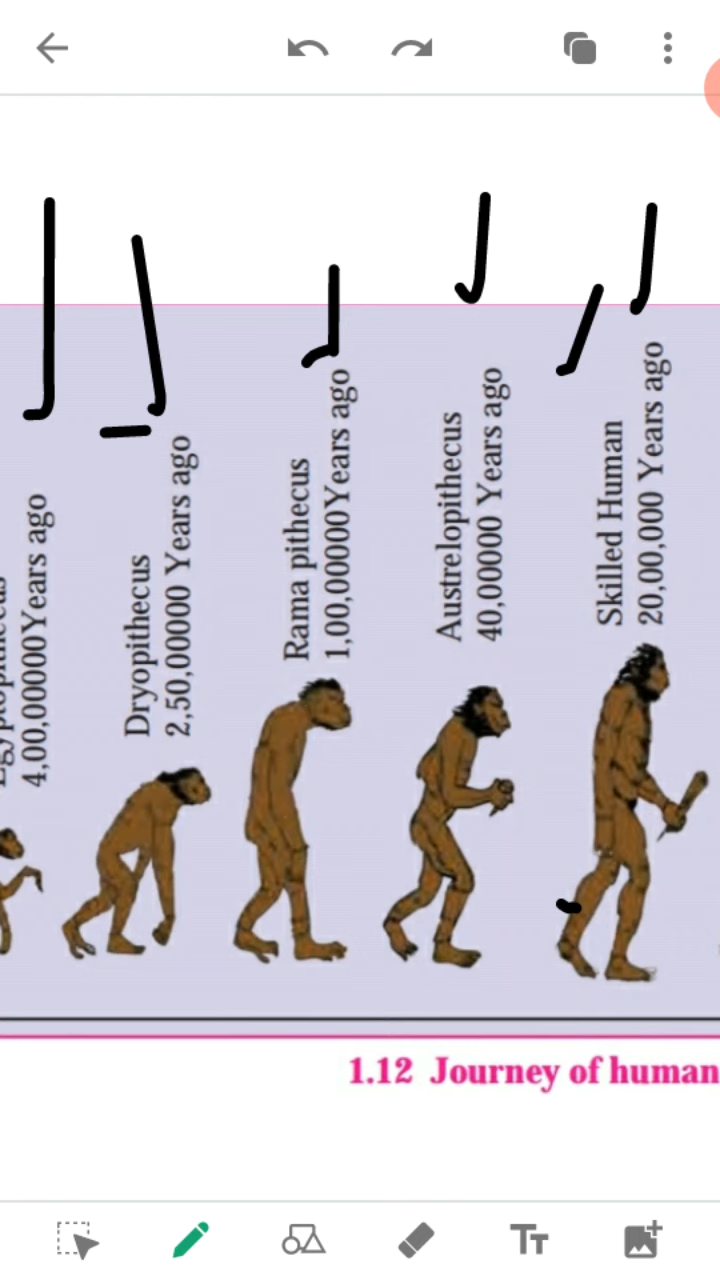 4,00,00000Years ago
Dryopithecus
2,50,00000 Years ago
Rama pithecus
1,00,00000Years ago
Austrelopithecus
40,00000 Years ago
Skilled Human
20,00,000 Years ago
1.12 Journey of human
Tт